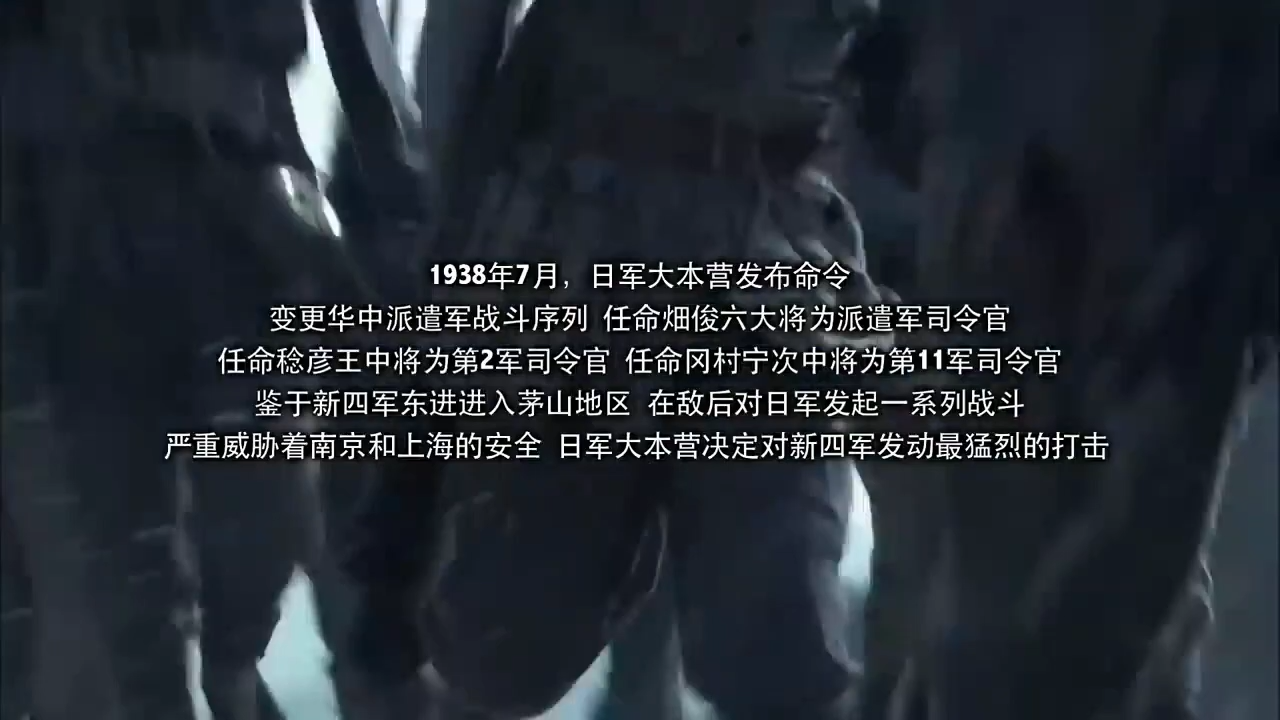 1938年7月，日军大本营发布命令
变更华中派遣军战斗序列 任命畑俊六大将为派遣军司令官
任命稔彦王中将为第2军司令官 任命冈村宁次中将为第11军司令官
鉴于新四军东进进入茅山地区 在敌后对日军发起一系列战斗
严重威胁着南京和上海的安全 日军大本营决定对新四军发动最猛烈的打击